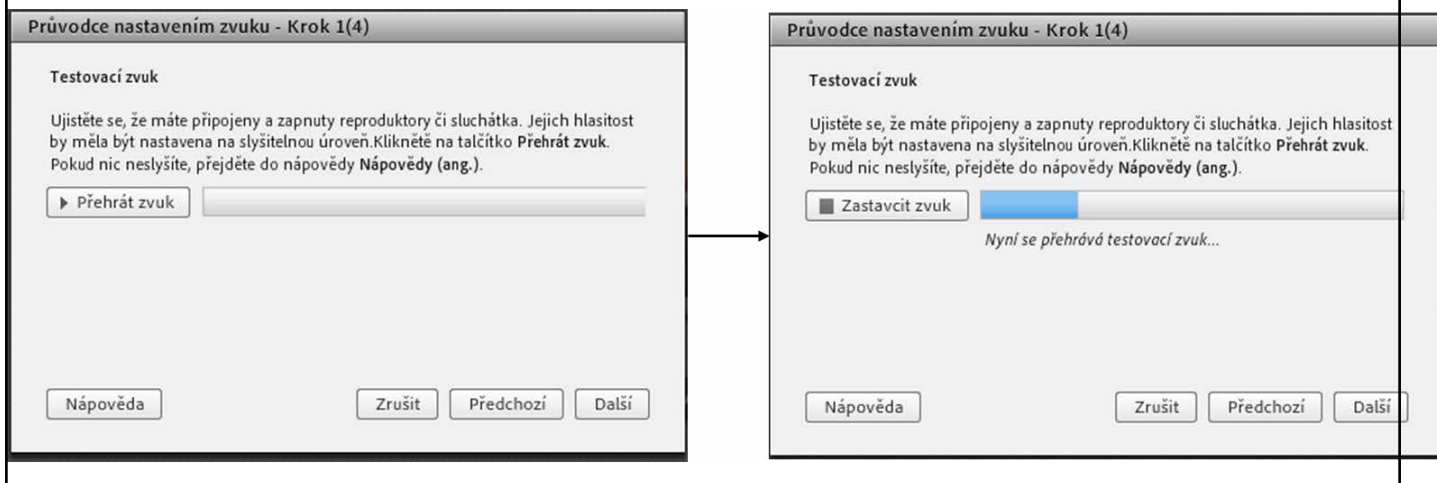 Průvodce nastavením zvuku - Krok 1(4)
Testovací zvuk
Ujistěte se, že máte připojeny a zapnuty reproduktory či sluchátka. Jejich hlasitost
by měla být nastavena na slyšitelnou úroveň.Klikněté na talčítko Přehrát zvuk.
Pokud nic neslyšíte, přejděte do nápovědy Nápovědy (ang.).
Přehrát zvuk
Nápověda
Zrušit
Předchozí
Další
Průvodce nastavením zvuku - Krok 1(4)
Testovací zvuk
Ujistěte se, že máte připojeny a zapnuty reproduktory či sluchátka. Jejich hlasitost
by měla být nastavena na slyšitelnou úroveň.Klikněté na talčítko Přehrát zvuk.
Pokud nic neslyšíte, přejděte do nápovědy Nápovědy (ang.).
Zastavcit zvuk
Nyní se přehrává testovací zvuk...
Nápověda
Zrušit
Předchozí
Další